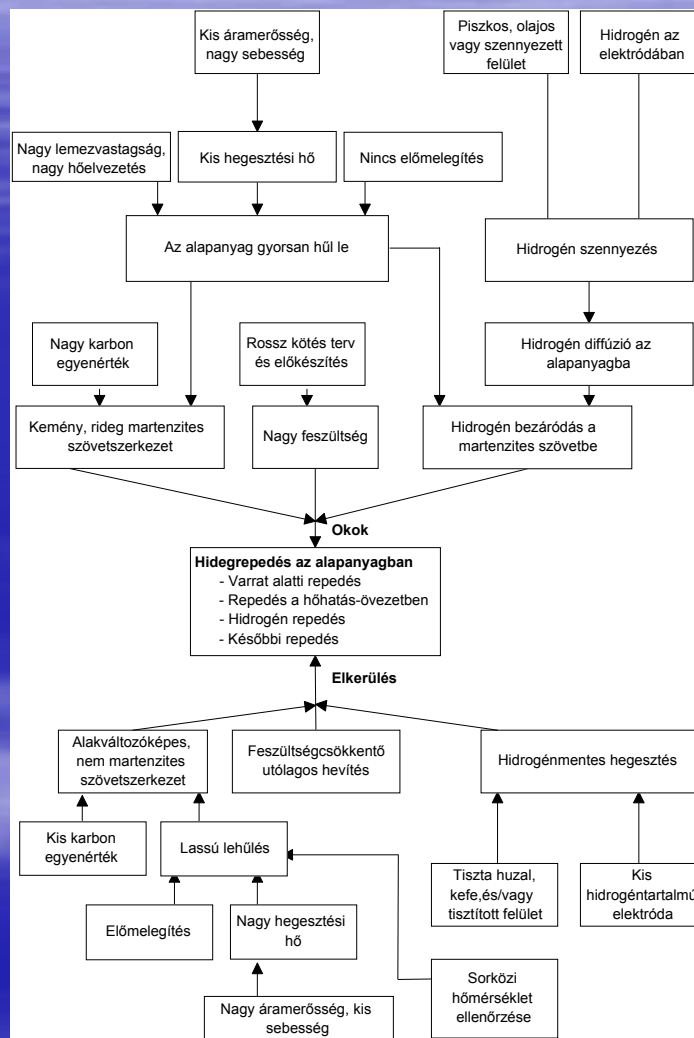 Kis áramerősség,
nagy sebesség
Piszkos, olajos
vagy szennyezett
felület
Hidrogén az
elektródában
Nagy lemezvastagság,
nagy hőelvezetés
Kis hegesztési hő
Nincs előmelegítés
Az alapanyag gyorsan hűl le
Hidrogén szennyezés
Nagy karbon
egyenérték
Rossz kötés terv
és előkészítés
Hidrogén diffúzió az
alapanyagba
Kemény, rideg martenzites
szövetszerkezet
Nagy feszültség
Hidrogén bezáródás a
martenzites szövetbe
Okok
Hidegrepedés az alapanyagban
- Varrat alatti repedés
- Repedés a hőhatás-övezetben
- Hidrogén repedés
- Későbbi repedés
Elkerülés
Alakváltozóképes,
nem martenzites
szövetszerkezet
Feszültségcsökkentő
utólagos hevítés
Hidrogénmentes hegesztés
Kis karbon
egyenérték
Lassú lehűlés
Tiszta huzal,
kefe,és/vagy
tisztított felület
Kis
hidrogéntartalmú
elektróda
Előmelegítés
Nagy hegesztési
hő
Sorközi
hőmérséklet
ellenőrzése
Nagy áramerősség, kis
sebesség